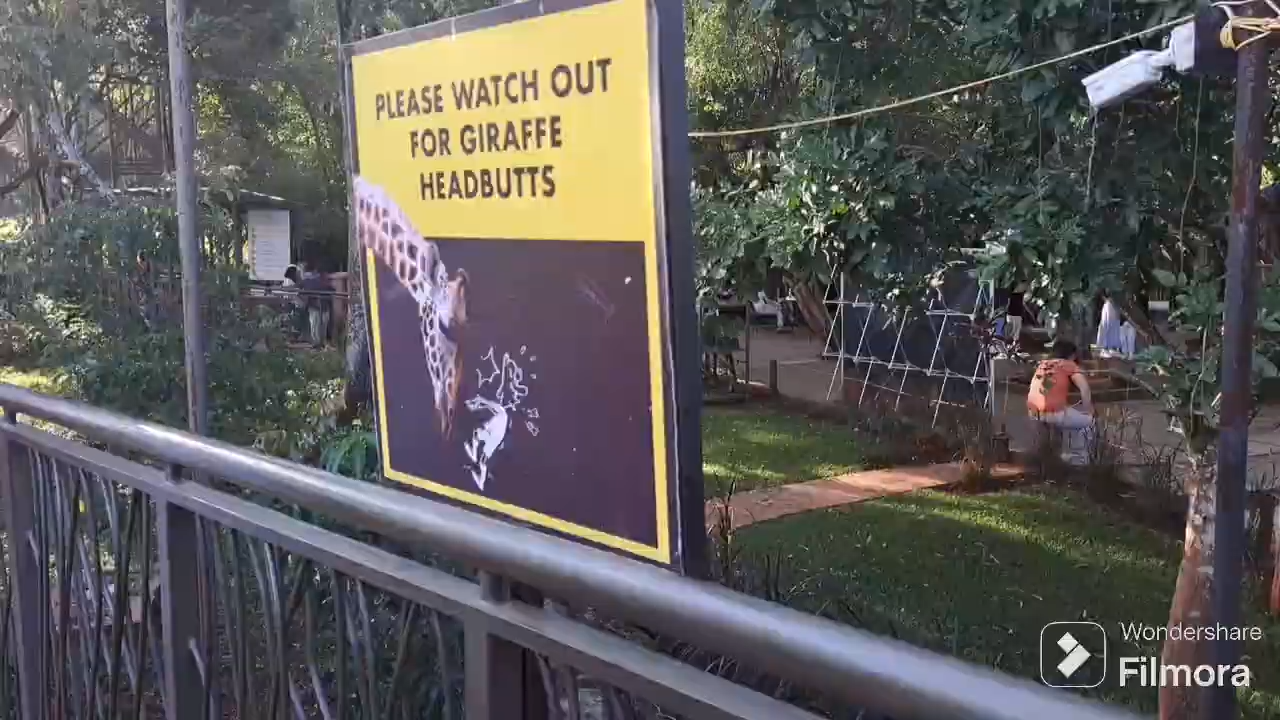 PLEASE WATCH OUT
FOR GIRAFFE
HEADBUTTS
Wondershare
Filmora